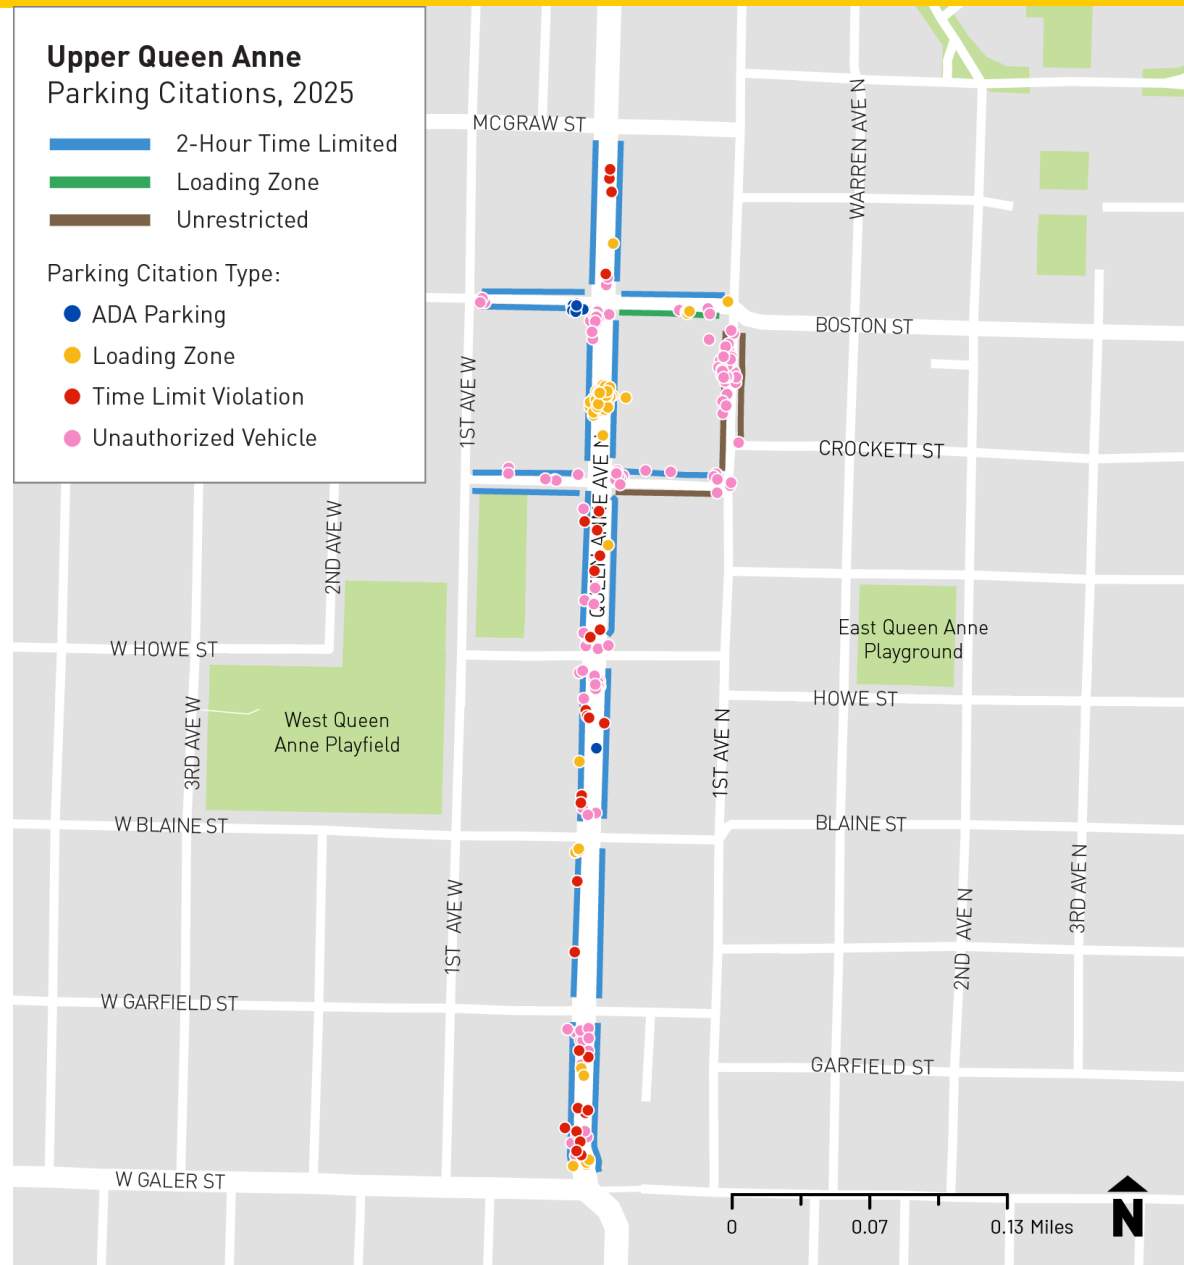 Upper Queen Anne
Parking Citations, 2025
2-Hour Time Limited
Loading Zone
Unrestricted
Parking Citation Type:
ADA Parking
Loading Zone
Time Limit Violation
Unauthorized Vehicle
MCGRAW ST
WARREN AVE N
BOSTON ST
1ST AVE W
CROCKETT ST
QUEEN ANNE AVE N
2ND AVE W
W HOWE ST
East Queen Anne
Playground
HOWE ST
3RD AVE W
West Queen
Anne Playfield
1ST AVE N
W BLAINE ST
BLAINE ST
3RD AVE N
1ST AVE W
2ND AVE N
W GARFIELD ST
GARFIELD ST
W GALER ST
0 0.07 0.13 Miles
N